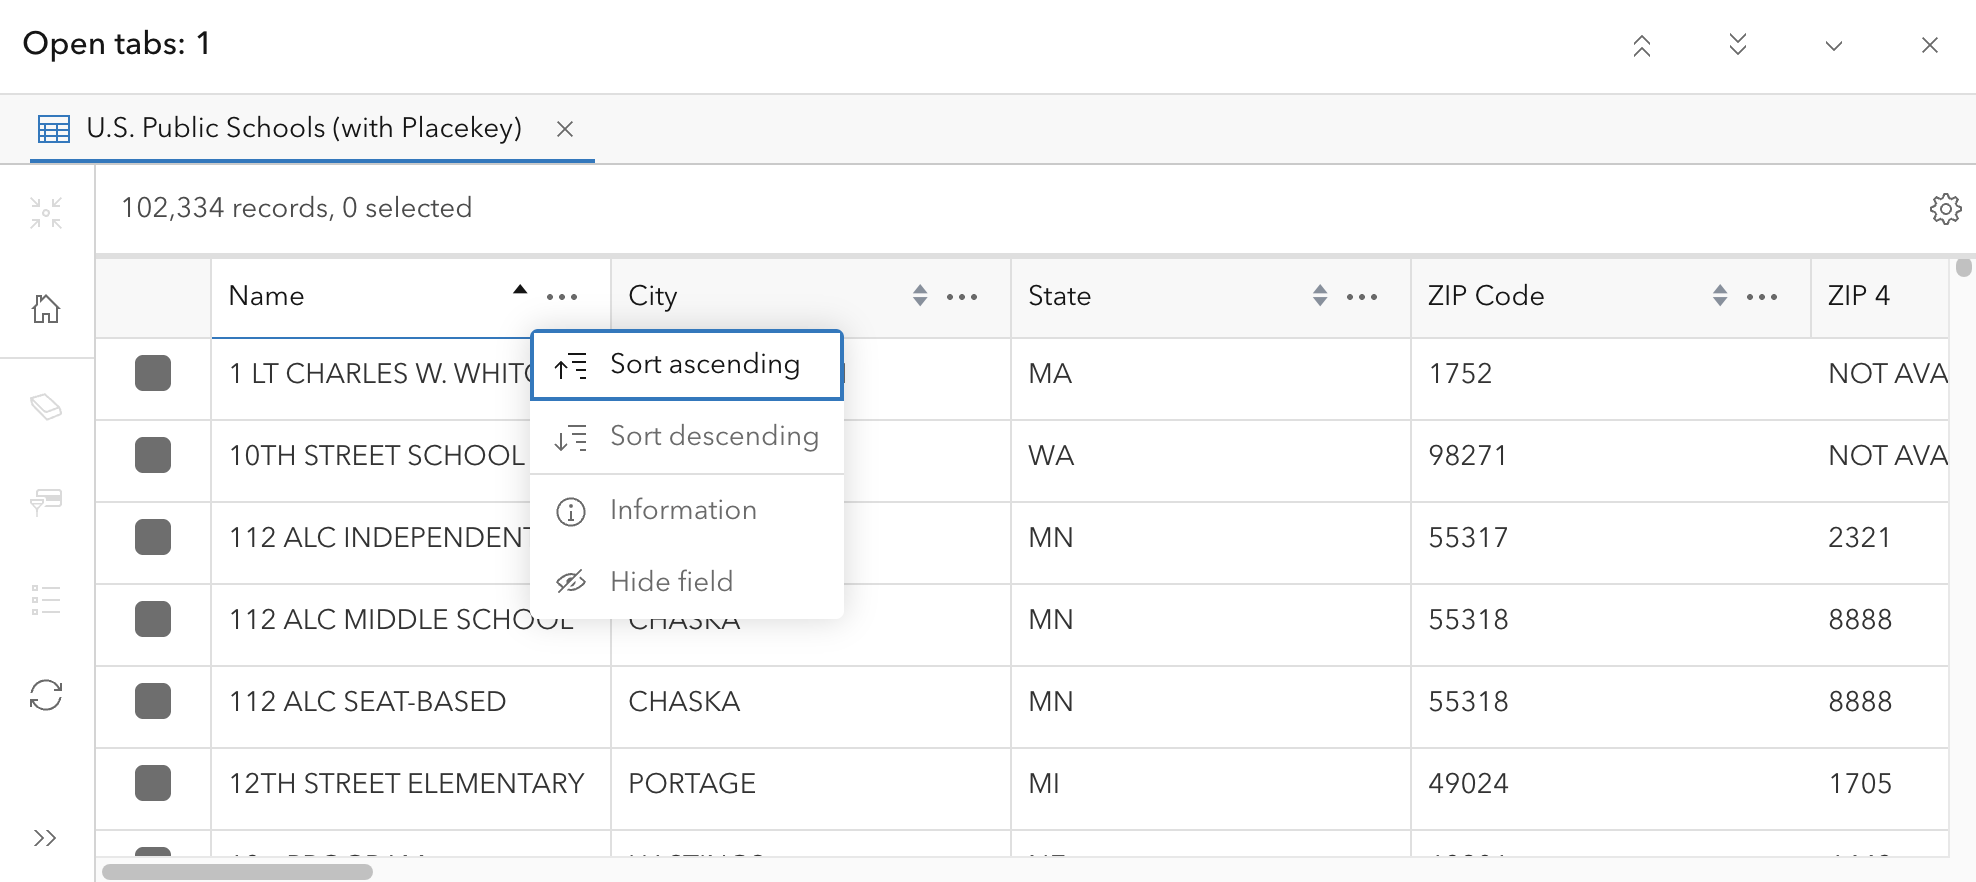 Open tabs: 1
U.S. Public Schools (with Placekey)
102,334 records, 0 selected
Name City State ZIP Code ZIP 4
1 LT CHARLES W. MA 1752 NOT AVA
10TH STREET SCHOOL WA 98271 NOT AVA
112 ALC INDEPENDENT MN 55317 2321
112 ALC MIDDLE SCHOOL CHASKA MN 55318 8888
112 ALC SEAT-BASED CHASKA MN 55318 8888
12TH STREET ELEMENTARY PORTAGE MI 49024 1705
Sort ascending
Sort descending
Information
Hide field